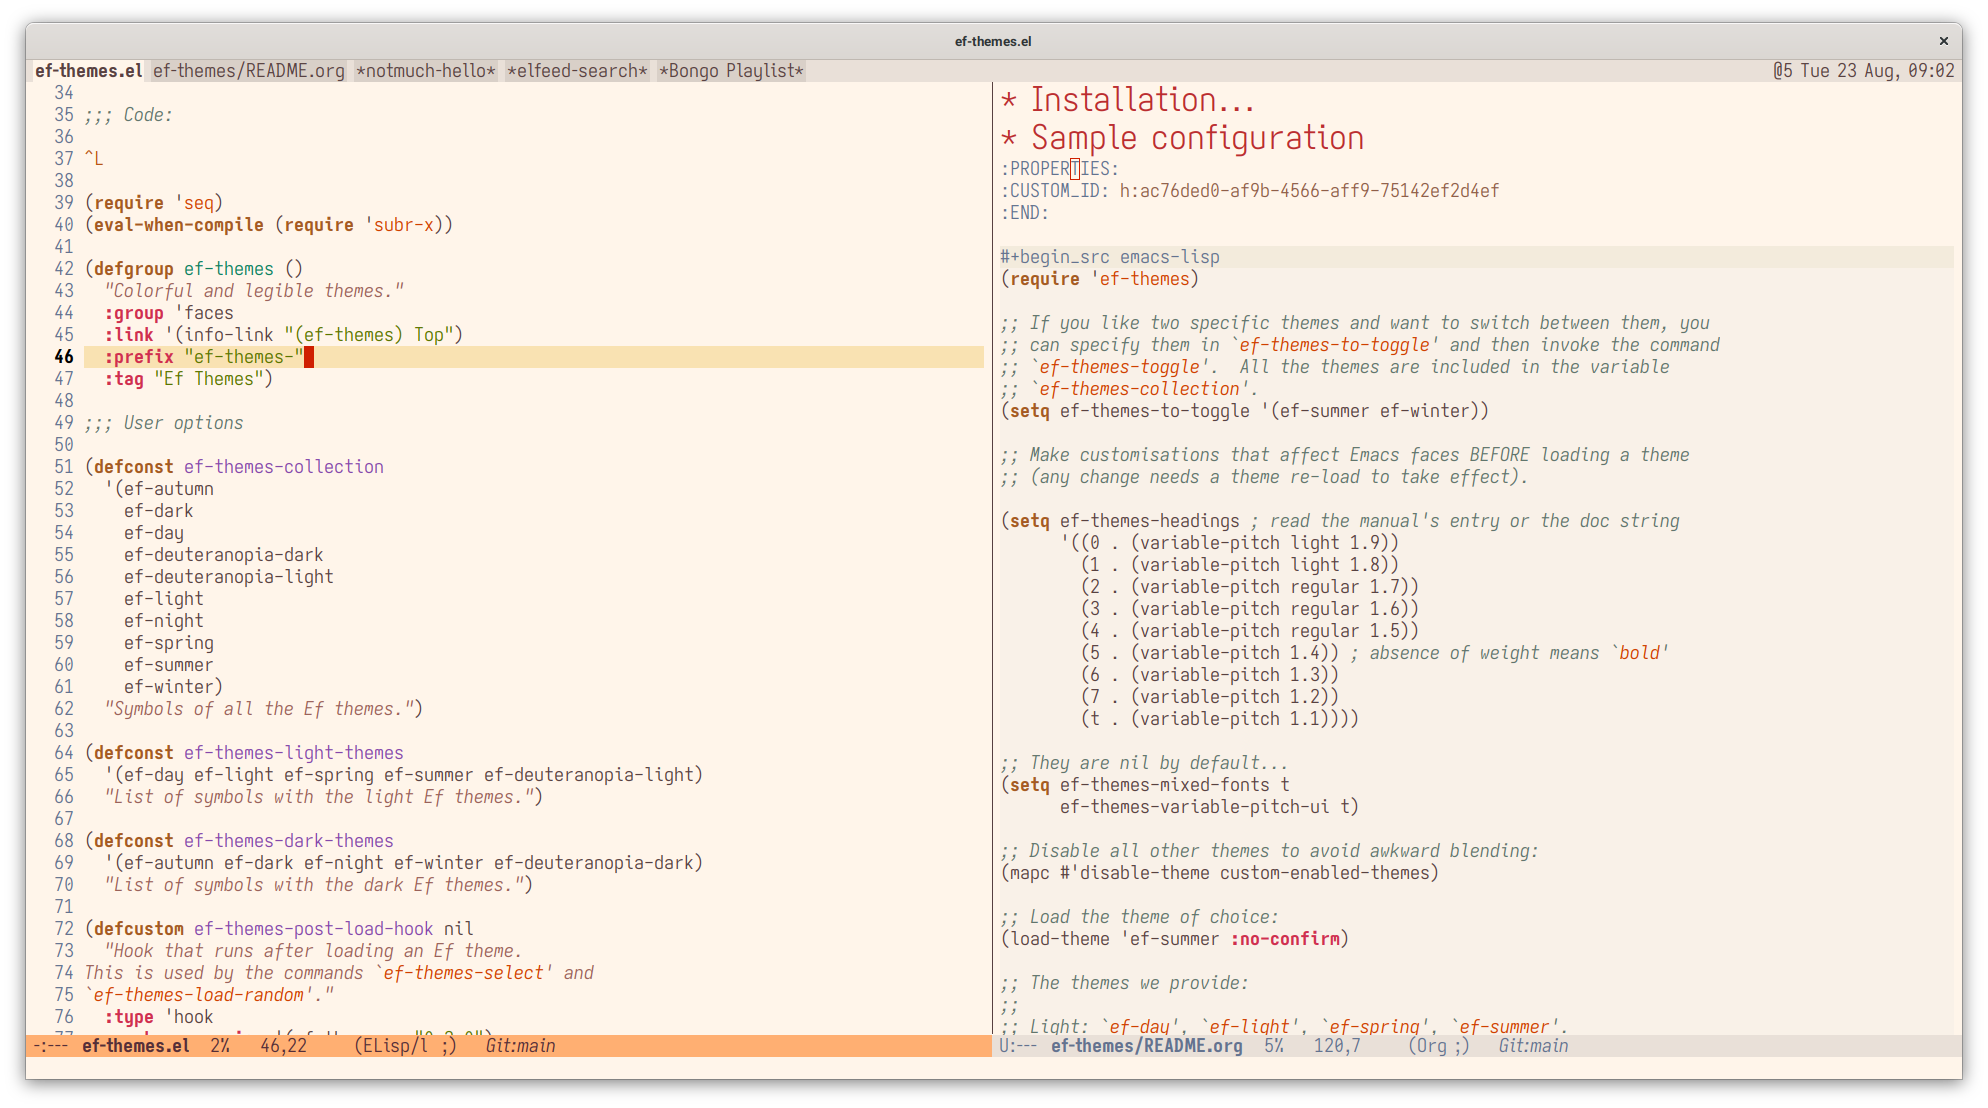 ef-themes.el
×
ef-themes.el ef-themes/README.org *notmuch-hello* *elfeed-search* *Bongo Playlist* @5 Tue 23 Aug, 09:02
34
35 ;;; Code:
36
37 ^L
38
39 (require 'seq)
40 (eval-when-compile (require 'subr-x))
41
42 (defgroup ef-themes ()
43   "Colorful and legible themes."
44   :group 'faces
45   :link '(info-link "(ef-themes) Top")
46   :prefix "ef-themes-"
47   :tag "Ef Themes")
48
49 ;;; User options
50
51 (defconst ef-themes-collection
52   '(ef-autumn
53     ef-dark
54     ef-day
55     ef-deuteranopia-dark
56     ef-deuteranopia-light
57     ef-light
58     ef-night
59     ef-spring
60     ef-summer
61     ef-winter)
62   "Symbols of all the Ef themes.")
63
64 (defconst ef-themes-light-themes
65   '(ef-day ef-light ef-spring ef-summer ef-deuteranopia-light)
66   "List of symbols with the light Ef themes.")
67
68 (defconst ef-themes-dark-themes
69   '(ef-autumn ef-dark ef-night ef-winter ef-deuteranopia-dark)
70   "List of symbols with the dark Ef themes.")
71
72 (defcustom ef-themes-post-load-hook nil
73   "Hook that runs after loading an Ef theme.
74 This is used by the commands `ef-themes-select' and
75 `ef-themes-load-random'."
76   :type 'hook
-:--- ef-themes.el 2% 46,22 (ELisp/l ;) Git:main
* Installation...
* Sample configuration
:PROPERTIES:
:CUSTOM_ID: h:ac76ded0-af9b-4566-aff9-75142ef2d4ef
:END:
#+begin_src emacs-lisp
(require 'ef-themes)
;; If you like two specific themes and want to switch between them, you
;; can specify them in `ef-themes-to-toggle' and then invoke the command
;; `ef-themes-toggle'.  All the themes are included in the variable
;; `ef-themes-collection'.
(setq ef-themes-to-toggle '(ef-summer ef-winter))
;; Make customisations that affect Emacs faces BEFORE loading a theme
;; (any change needs a theme re-load to take effect).
(setq ef-themes-headings ; read the manual's entry or the doc string
      '((0 . (variable-pitch light 1.9))
        (1 . (variable-pitch light 1.8))
        (2 . (variable-pitch regular 1.7))
        (3 . (variable-pitch regular 1.6))
        (4 . (variable-pitch regular 1.5))
        (5 . (variable-pitch 1.4)) ; absence of weight means `bold'
        (6 . (variable-pitch 1.3))
        (7 . (variable-pitch 1.2))
        (t . (variable-pitch 1.1))))
;; They are nil by default...
(setq ef-themes-mixed-fonts t
      ef-themes-variable-pitch-ui t)
;; Disable all other themes to avoid awkward blending:
(mapc #'disable-theme custom-enabled-themes)
;; Load the theme of choice:
(load-theme 'ef-summer :no-confirm)
;; The themes we provide:
;;
;; Light: `ef-day', `ef-light', `ef-spring', `ef-summer'.
U:--- ef-themes/README.org 5% 120,7 (Org ;) Git:main